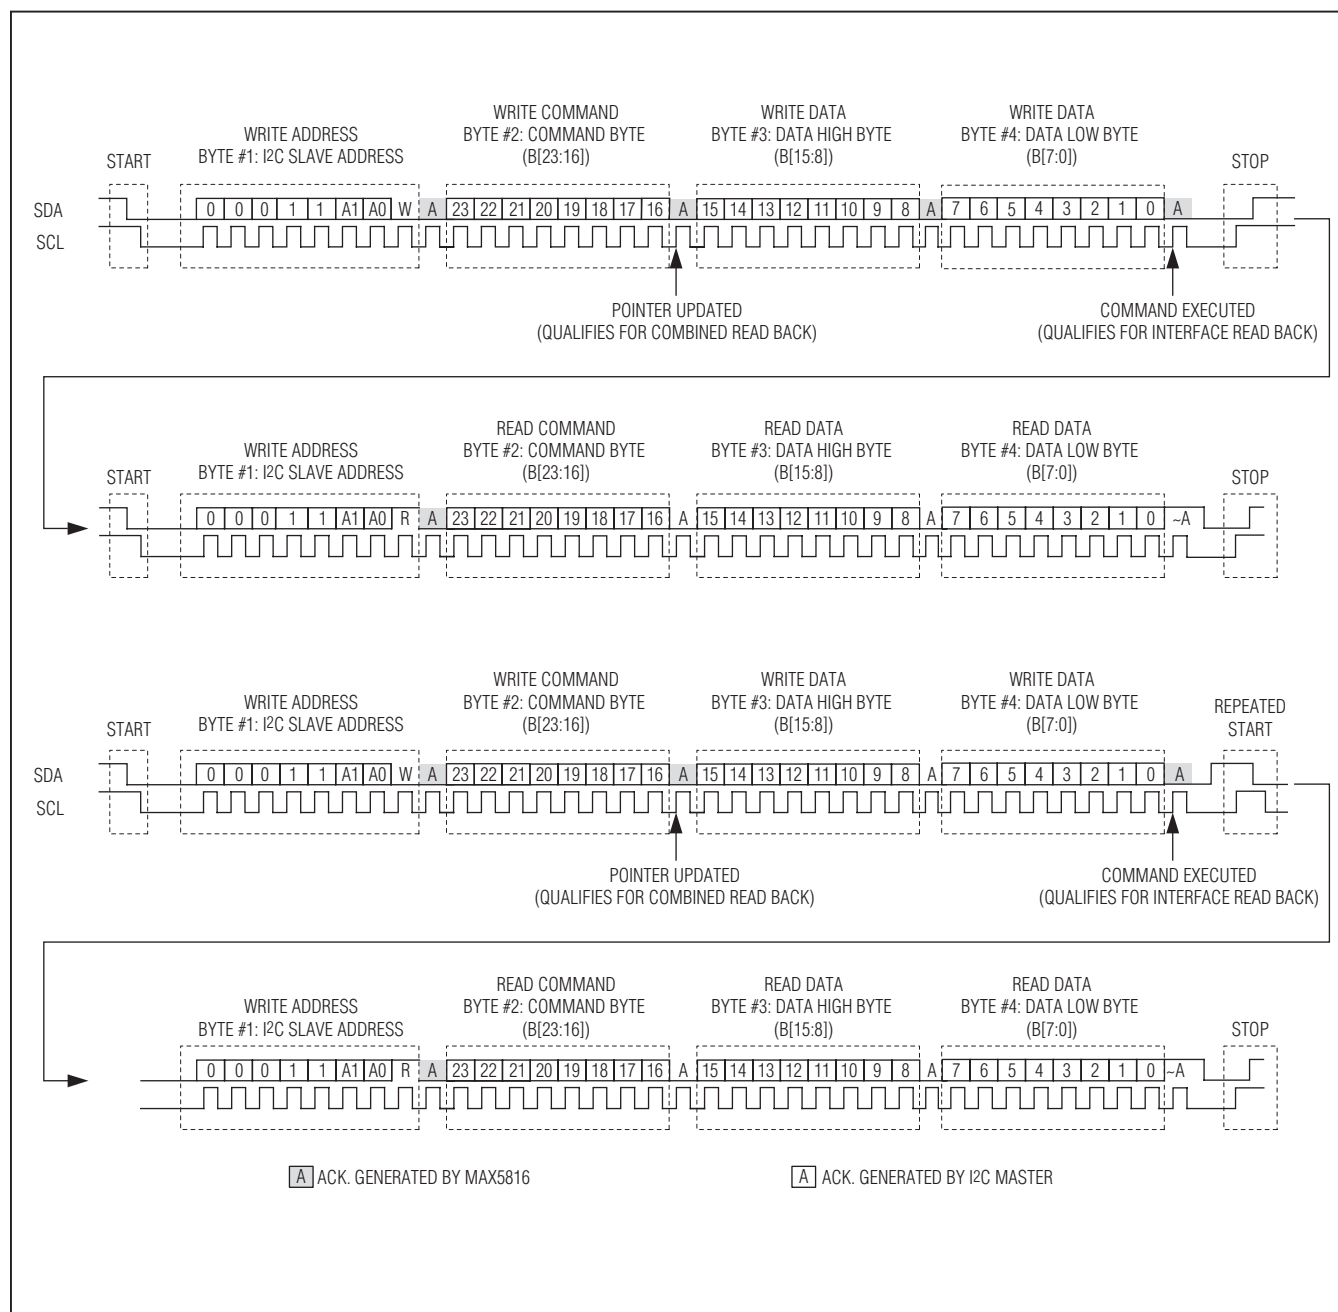 WRITE COMMAND WRITE DATA WRITE DATA
WRITE ADDRESS BYTE #2: COMMAND BYTE BYTE #3: DATA HIGH BYTE BYTE #4: DATA LOW BYTE
START BYTE #1: I2C SLAVE ADDRESS (B[23:16]) (B[15:8]) (B[7:0]) STOP
SDA 0 0 0 1 1 A1 A0 W A 23 22 21 20 19 18 17 16 A 15 14 13 12 11 10 9 8 A 7 6 5 4 3 2 1 0 A
SCL
POINTER UPDATED COMMAND EXECUTED
(QUALIFIES FOR COMBINED READ BACK) (QUALIFIES FOR INTERFACE READ BACK)
READ COMMAND READ DATA READ DATA
WRITE ADDRESS BYTE #2: COMMAND BYTE BYTE #3: DATA HIGH BYTE BYTE #4: DATA LOW BYTE
START BYTE #1: I2C SLAVE ADDRESS (B[23:16]) (B[15:8]) (B[7:0]) STOP
0 0 0 1 1 A1 A0 R A 23 22 21 20 19 18 17 16 A 15 14 13 12 11 10 9 8 A 7 6 5 4 3 2 1 0 ~A
WRITE COMMAND WRITE DATA WRITE DATA
WRITE ADDRESS BYTE #2: COMMAND BYTE BYTE #3: DATA HIGH BYTE BYTE #4: DATA LOW BYTE REPEATED
START BYTE #1: I2C SLAVE ADDRESS (B[23:16]) (B[15:8]) (B[7:0]) START
SDA 0 0 0 1 1 A1 A0 W A 23 22 21 20 19 18 17 16 A 15 14 13 12 11 10 9 8 A 7 6 5 4 3 2 1 0 A
SCL
POINTER UPDATED COMMAND EXECUTED
(QUALIFIES FOR COMBINED READ BACK) (QUALIFIES FOR INTERFACE READ BACK)
READ COMMAND READ DATA READ DATA
WRITE ADDRESS BYTE #2: COMMAND BYTE BYTE #3: DATA HIGH BYTE BYTE #4: DATA LOW BYTE
BYTE #1: I2C SLAVE ADDRESS (B[23:16]) (B[15:8]) (B[7:0]) STOP
0 0 0 1 1 A1 A0 R A 23 22 21 20 19 18 17 16 A 15 14 13 12 11 10 9 8 A 7 6 5 4 3 2 1 0 ~A
A ACK. GENERATED BY MAX5816 A ACK. GENERATED BY I2C MASTER